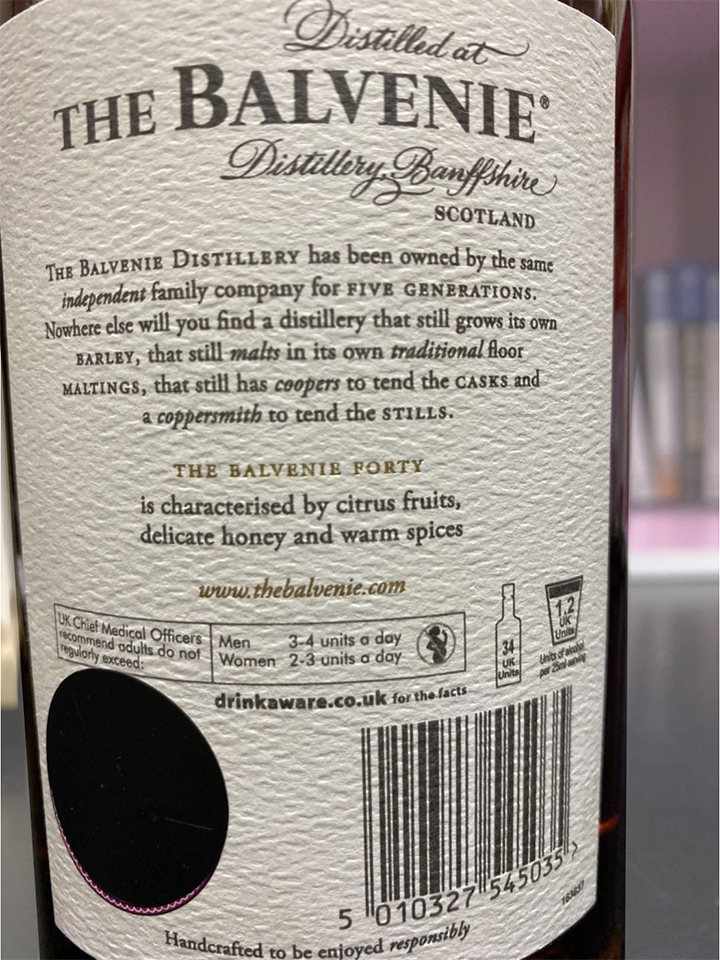 Distilled at
THE BALVENIE®
Distillery, Banffshire
SCOTLAND
THE BALVENIE DISTILLERY has been owned by the same
independent family company for FIVE GENERATIONS.
Nowhere else will you find a distillery that still grows its own
BARLEY, that still malts in its own traditional floor
MALTINGS, that still has coopers to tend the CASKS and
a coppersmith to tend the STILLS.
THE BALVENIE FORTY
is characterised by citrus fruits,
delicate honey and warm spices
www.thebalvenie.com
UK Chief Medical Officers
recommend adults do not
regularly exceed:
Men 3-4 units a day
Women 2-3 units a day
34
UK
Units
1.2
UK
Units
Units of alcohol
per 25ml serving
drinkaware.co.uk for the facts
5 010327 545035 >
Handcrafted to be enjoyed responsibly